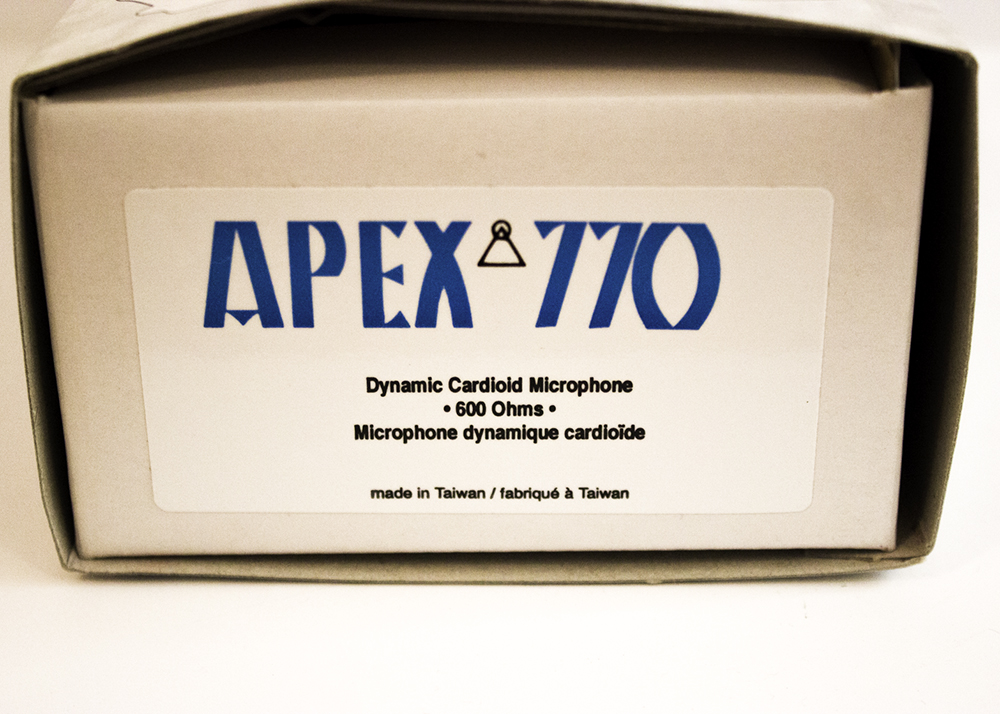 APEX 770
Dynamic Cardioid Microphone
• 600 Ohms •
Microphone dynamique cardioïde
made in Taiwan / fabriqué à Taiwan